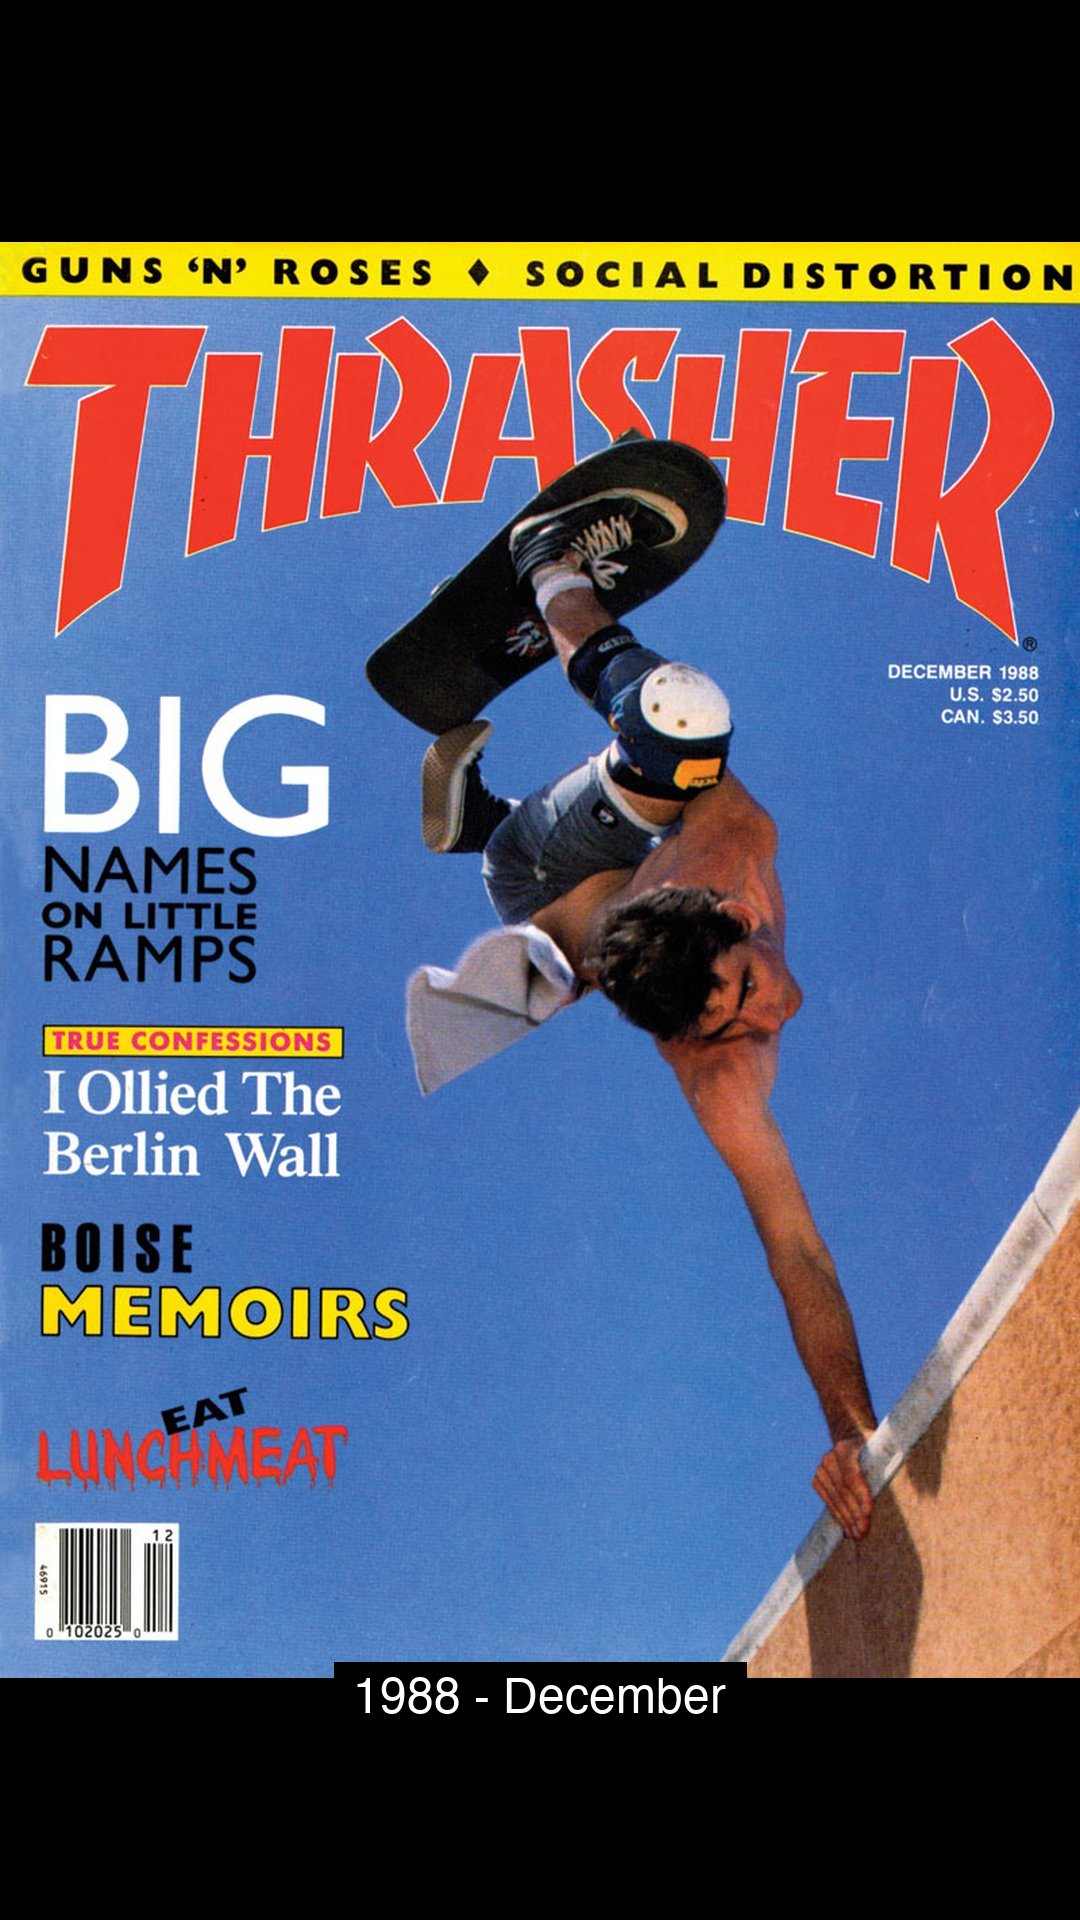 GUNS ‘N’ ROSES ♦ SOCIAL DISTORTION
THRASHER®
DECEMBER 1988
U.S. $2.50
CAN. $3.50
BIG
NAMES
ON LITTLE
RAMPS
TRUE CONFESSIONS
I Ollied The
Berlin Wall
BOISE
MEMOIRS
EAT
LUNCHMEAT
12
46915
0 102025 0
1988 - December